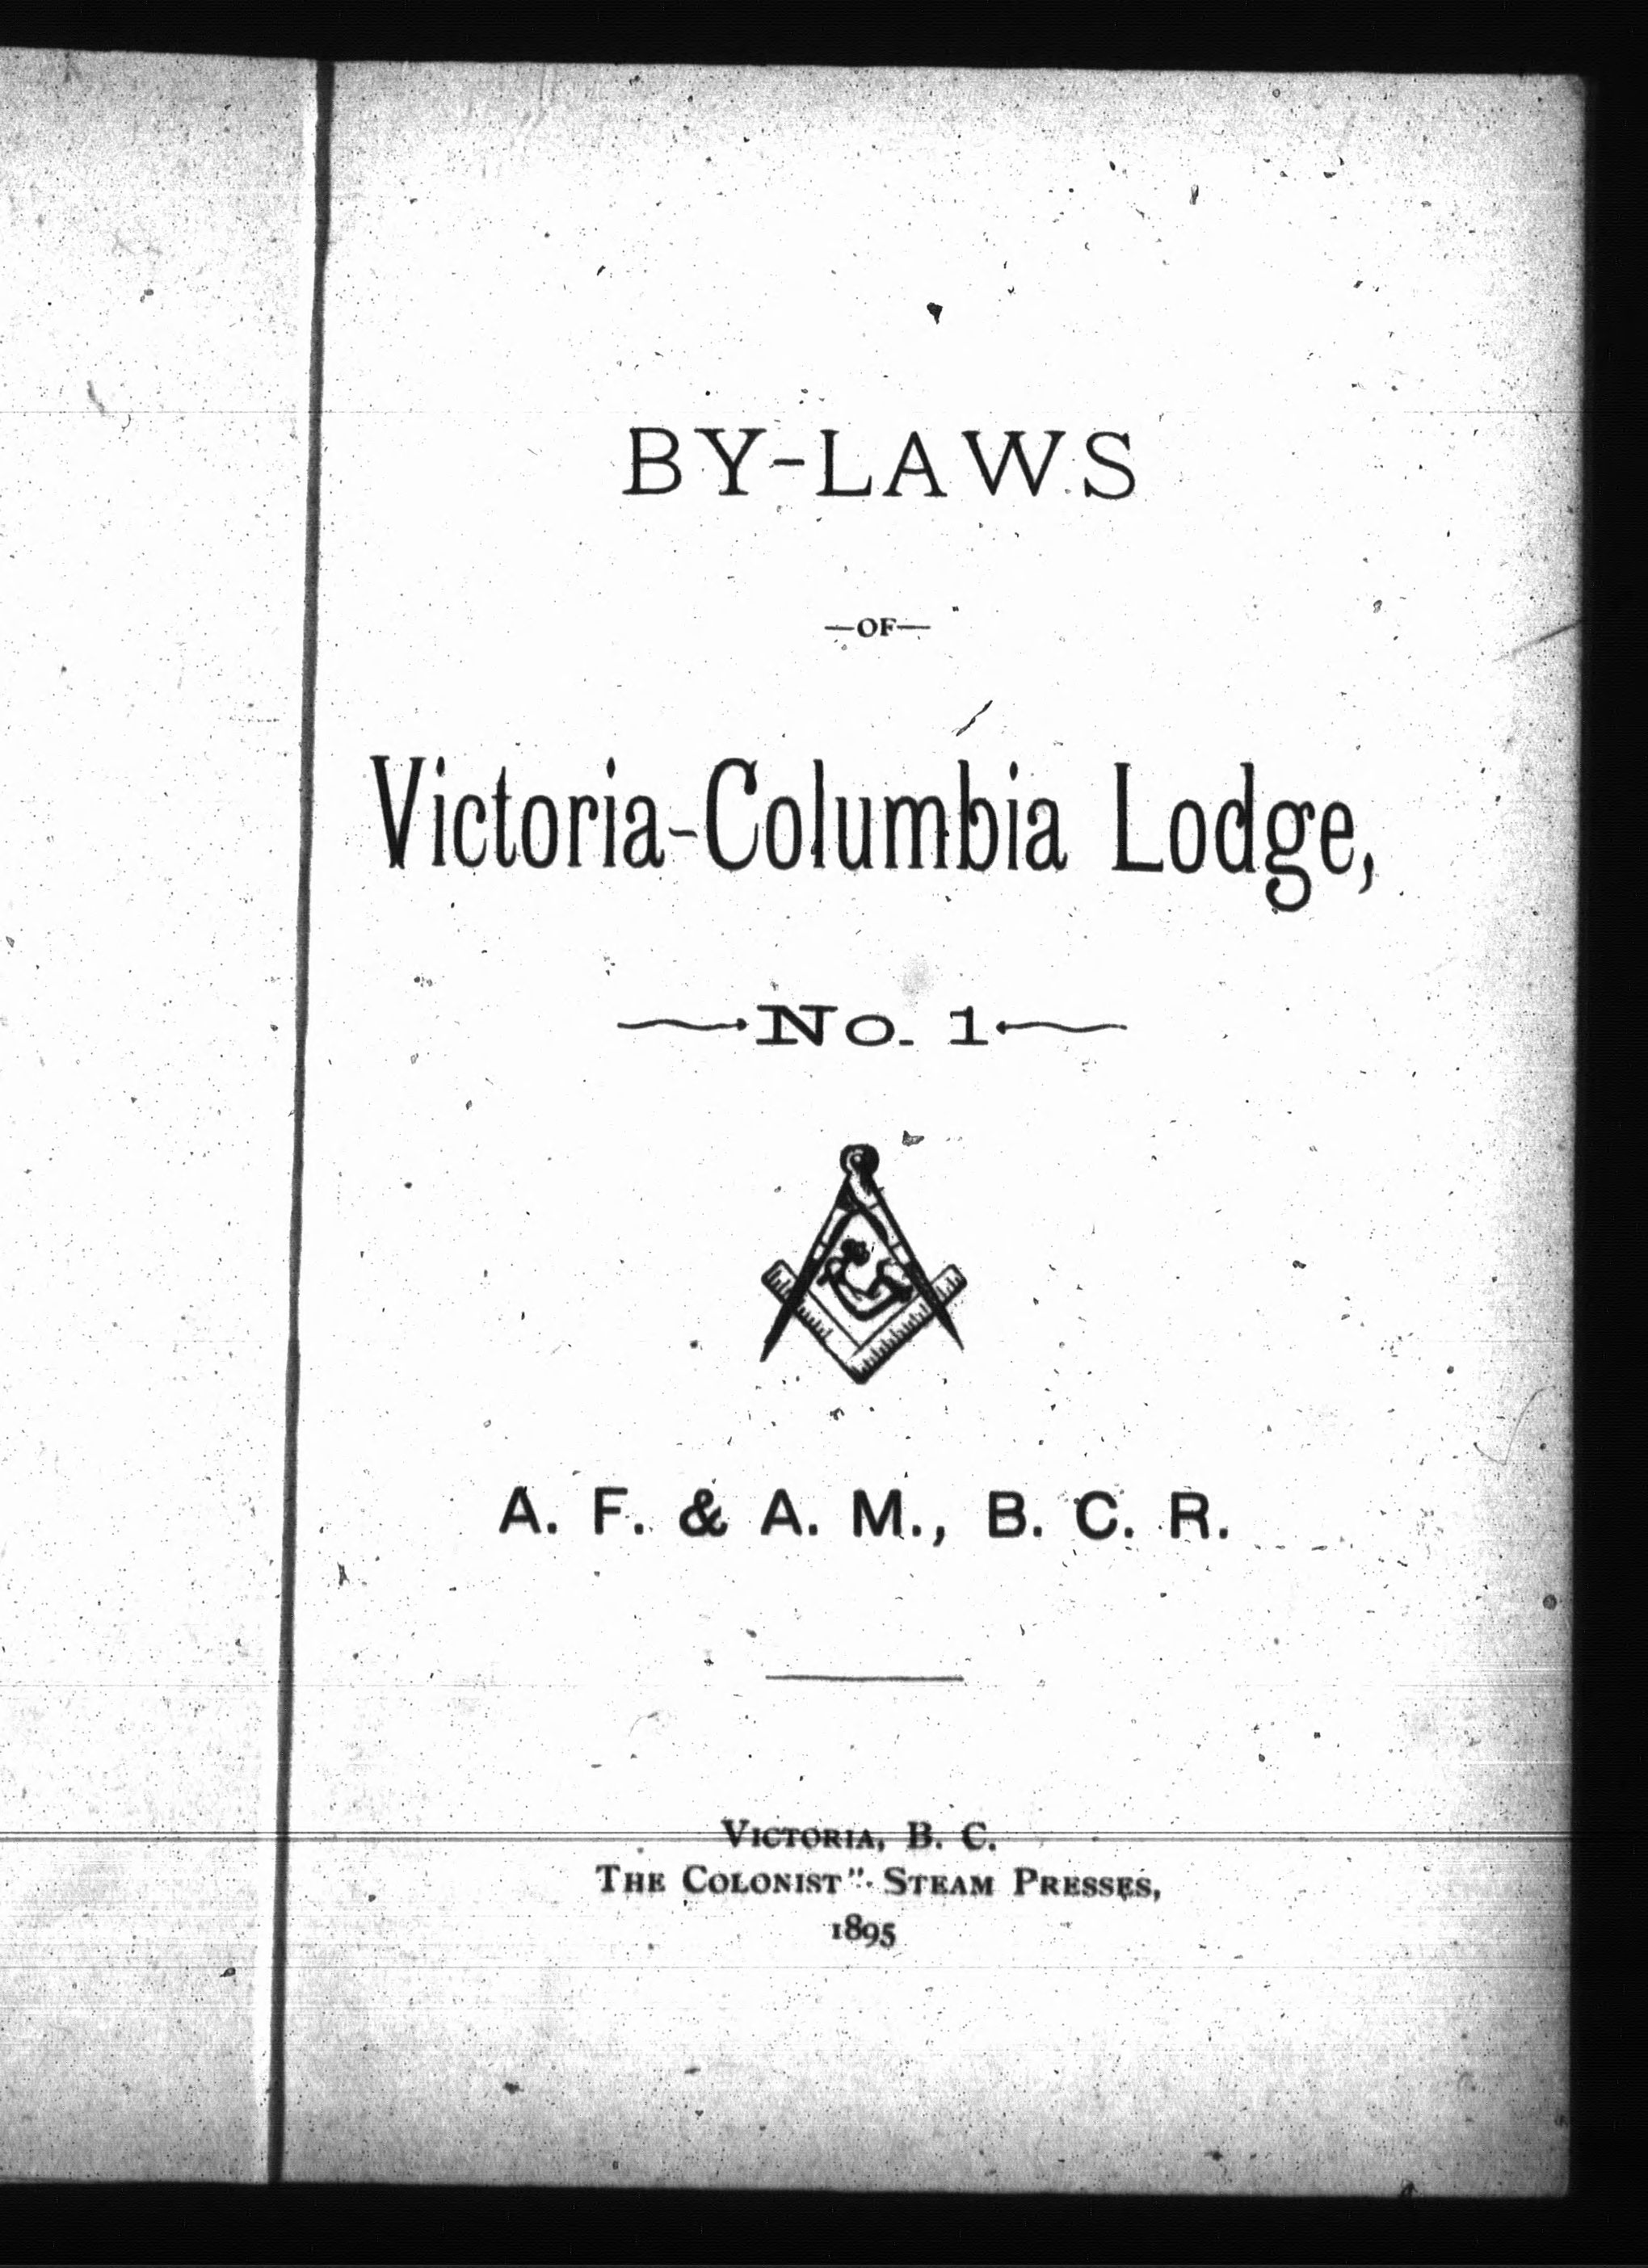 BY-LAWS
—OF—
Victoria-Columbia Lodge,
No. 1
A. F. & A. M., B. C. R.
VICTORIA, B. C.
THE COLONIST" STEAM PRESSES,
1895